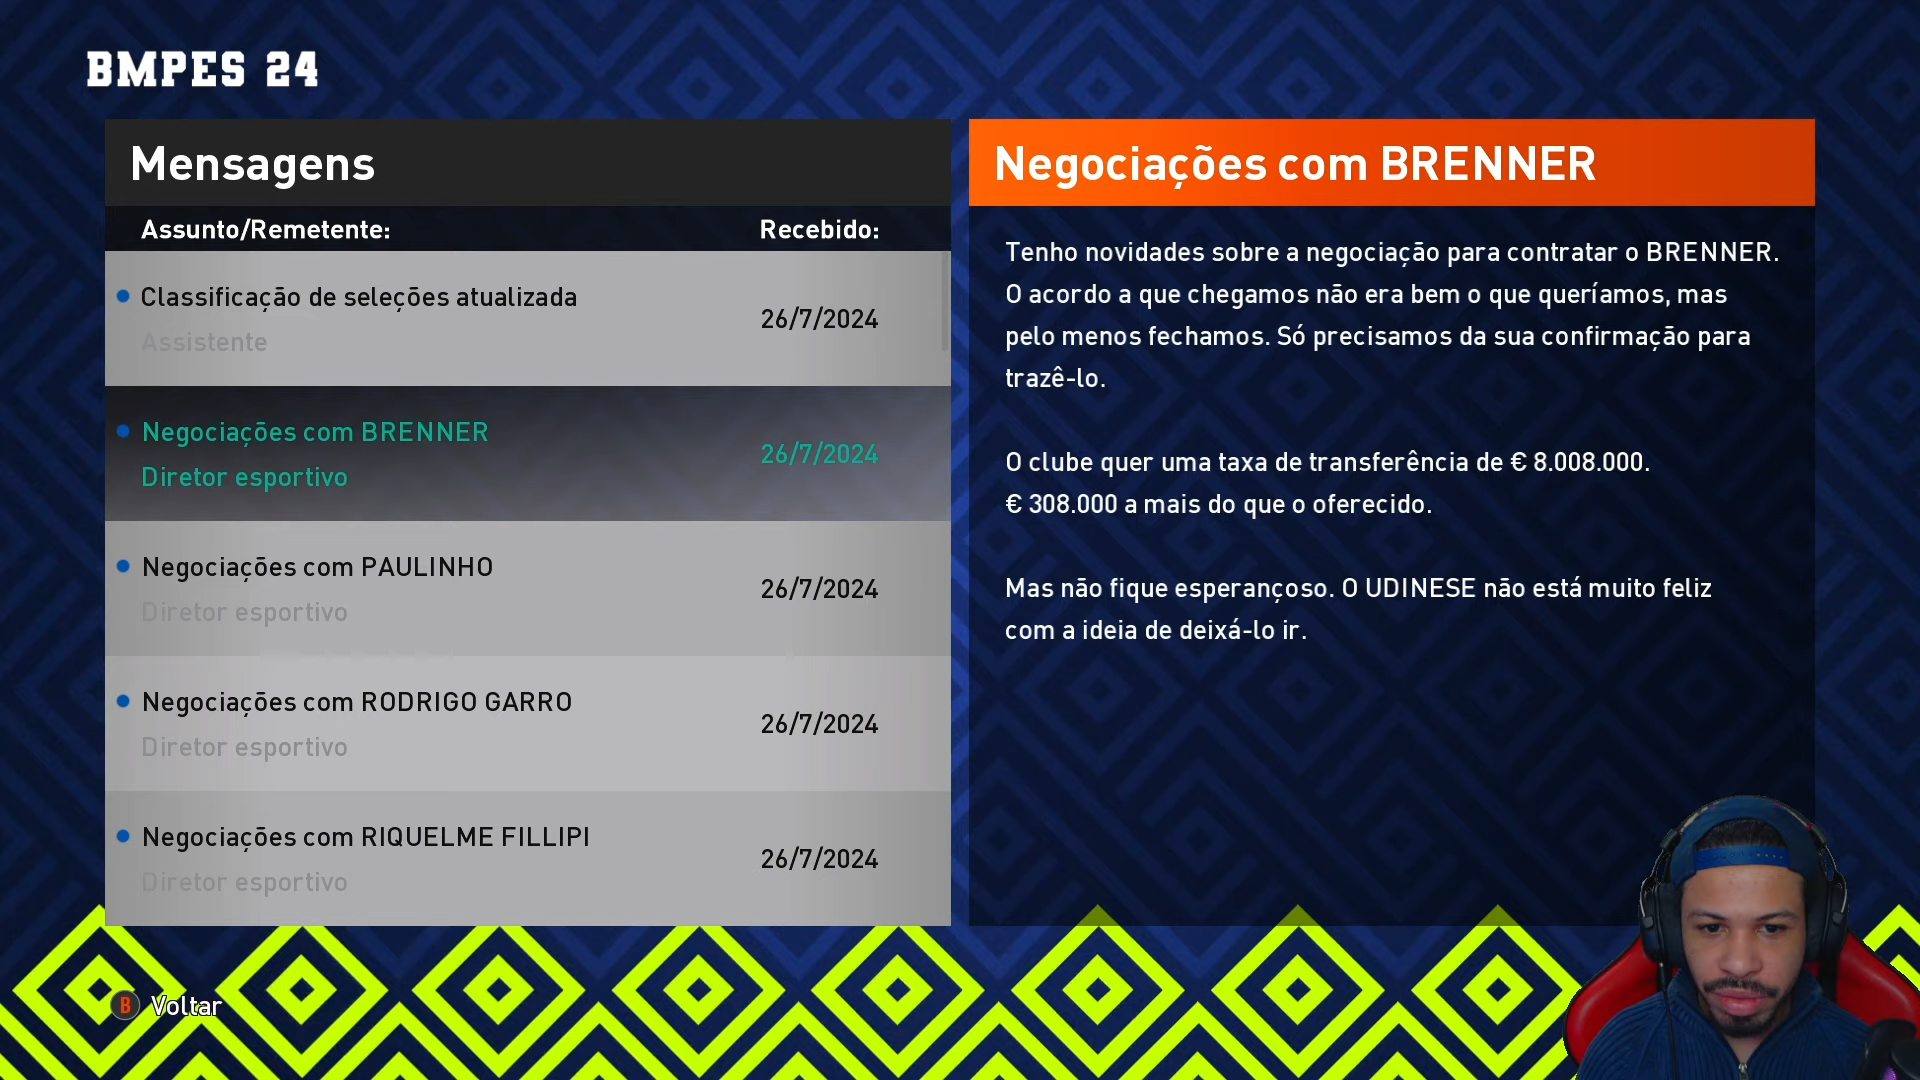 BMPES 24
Mensagens
Assunto/Remetente: Recebido:
Classificação de seleções atualizada
Assistente
26/7/2024
Negociações com BRENNER
Diretor esportivo
26/7/2024
Negociações com PAULINHO
Diretor esportivo
26/7/2024
Negociações com RODRIGO GARRO
Diretor esportivo
26/7/2024
Negociações com RIQUELME FILLIPI
Diretor esportivo
26/7/2024
Negociações com BRENNER
Tenho novidades sobre a negociação para contratar o BRENNER.
O acordo a que chegamos não era bem o que queríamos, mas
pelo menos fechamos. Só precisamos da sua confirmação para
trazê-lo.
O clube quer uma taxa de transferência de € 8.008.000.
€ 308.000 a mais do que o oferecido.
Mas não fique esperançoso. O UDINESE não está muito feliz
com a ideia de deixá-lo ir.
B Voltar